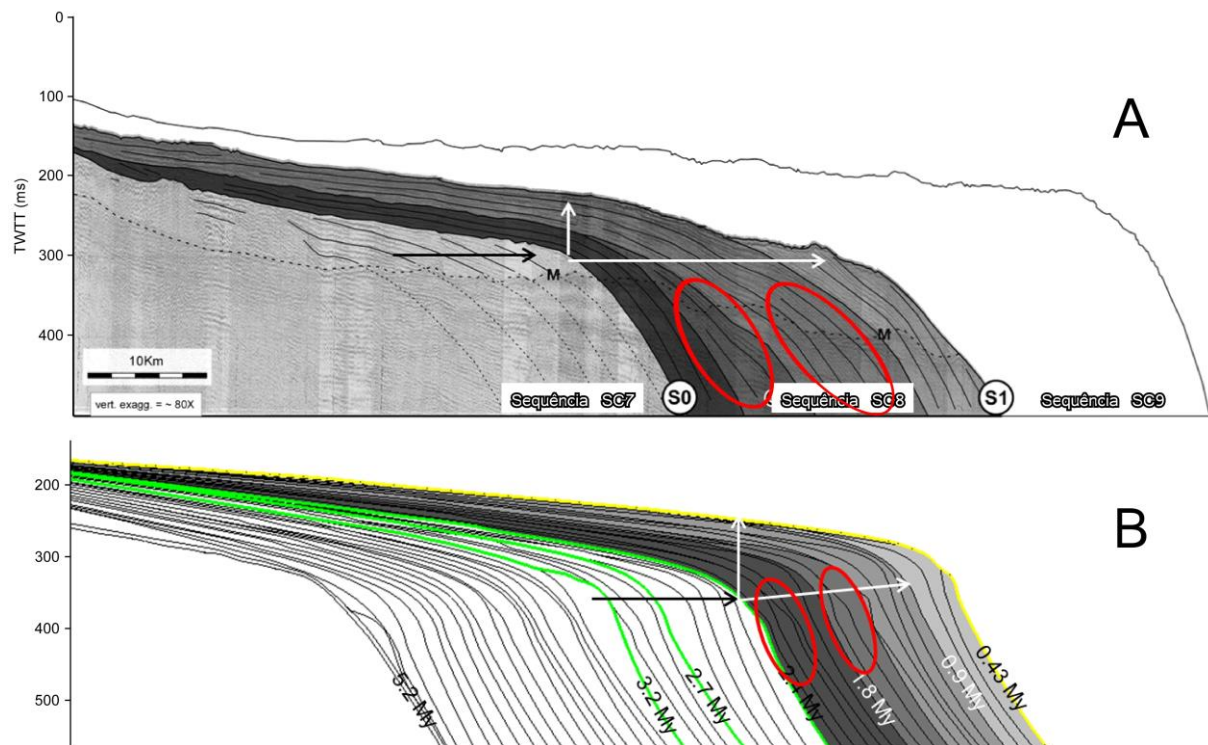 A
0
100
200
300
400
TWTT (ms)
M
M
10Km
vert. exagg. = ~ 80X
Sequência SC7
S0
Sequência SC8
S1
Sequência SC9
B
200
300
400
500
5.2 My
3.2 My
2.7 My
1.8 My
0.9 My
0.43 My